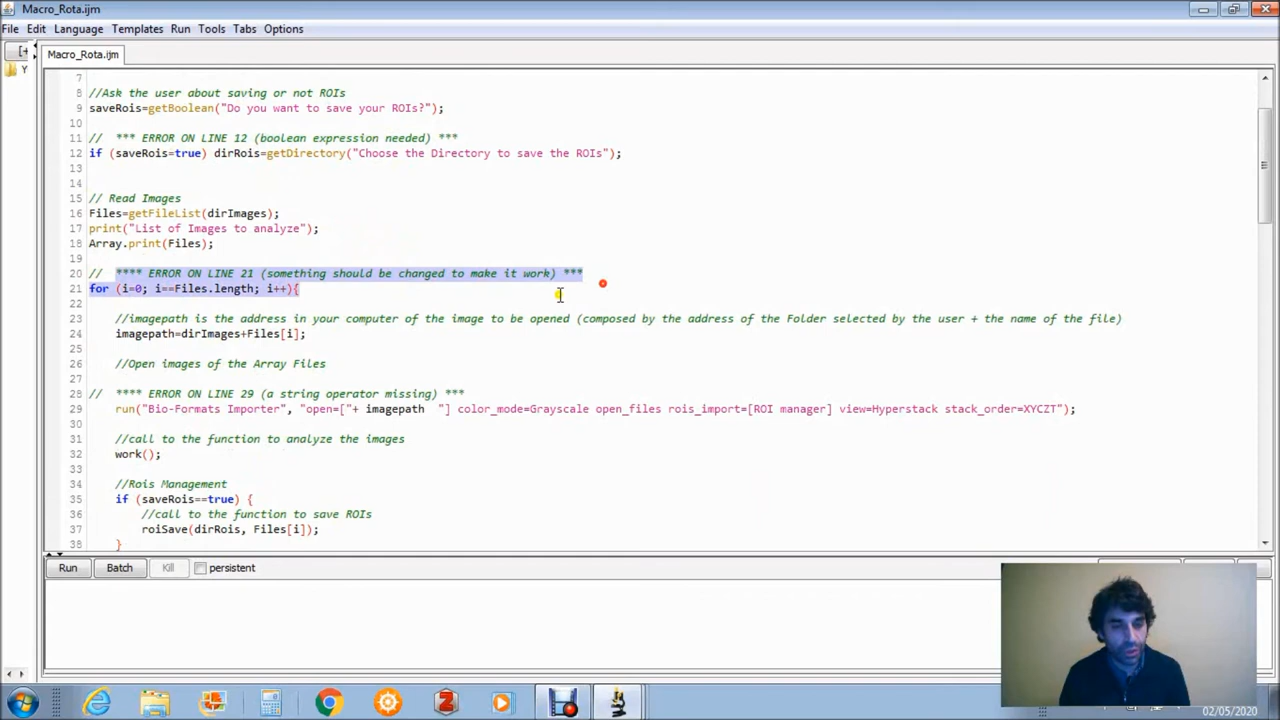 Macro_Rota.ijm
File Edit Language Templates Run Tools Tabs Options
[+
Y
Macro_Rota.ijm
7
8 //Ask the user about saving or not ROIs
9 saveRois=getBoolean("Do you want to save your ROIs?");
10
11 // *** ERROR ON LINE 12 (boolean expression needed) ***
12 if (saveRois=true) dirRois=getDirectory("Choose the Directory to save the ROIs");
13
14
15 // Read Images
16 Files=getFileList(dirImages);
17 print("List of Images to analyze");
18 Array.print(Files);
19
20 // **** ERROR ON LINE 21 (something should be changed to make it work) ***
21 for (i=0; i==Files.length; i++){
22
23 //imagepath is the address in your computer of the image to be opened (composed by the address of the Folder selected by the user + the name of the file)
24 imagepath=dirImages+Files[i];
25
26 //Open images of the Array Files
27
28 // **** ERROR ON LINE 29 (a string operator missing) ***
29 run("Bio-Formats Importer", "open=["+ imagepath "] color_mode=Grayscale open_files rois_import=[ROI manager] view=Hyperstack stack_order=XYCZT");
30
31 //call to the function to analyze the images
32 work();
33
34 //Rois Management
35 if (saveRois==true) {
36 //call to the function to save ROIs
37 roiSave(dirRois, Files[i]);
38 }
Run Batch Kill persistent
02/05/2020